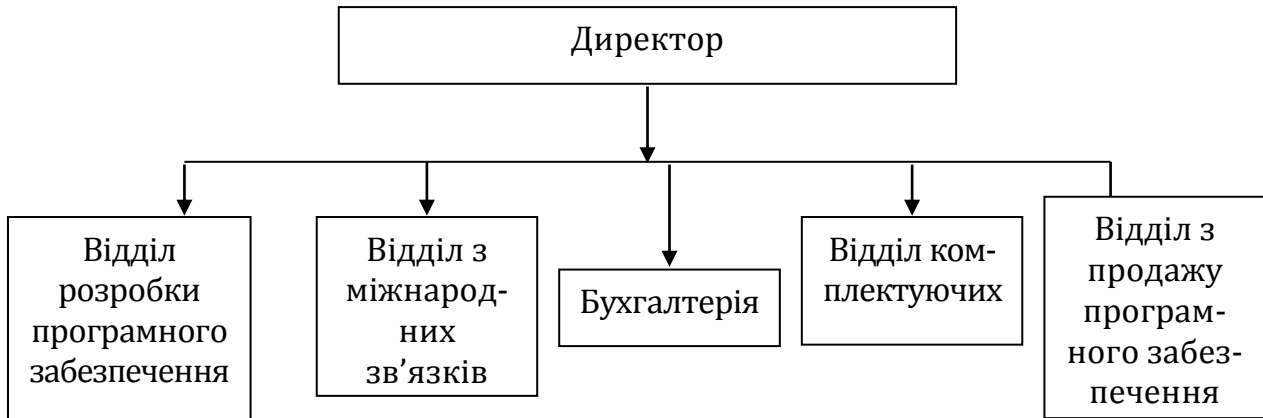 Директор
Відділ
розробки
програмного
забезпечення
Відділ з
міжнарод-
них
зв’язків
Бухгалтерія
Відділ ком-
плектуючих
Відділ з
продажу
програм-
ного забез-
печення